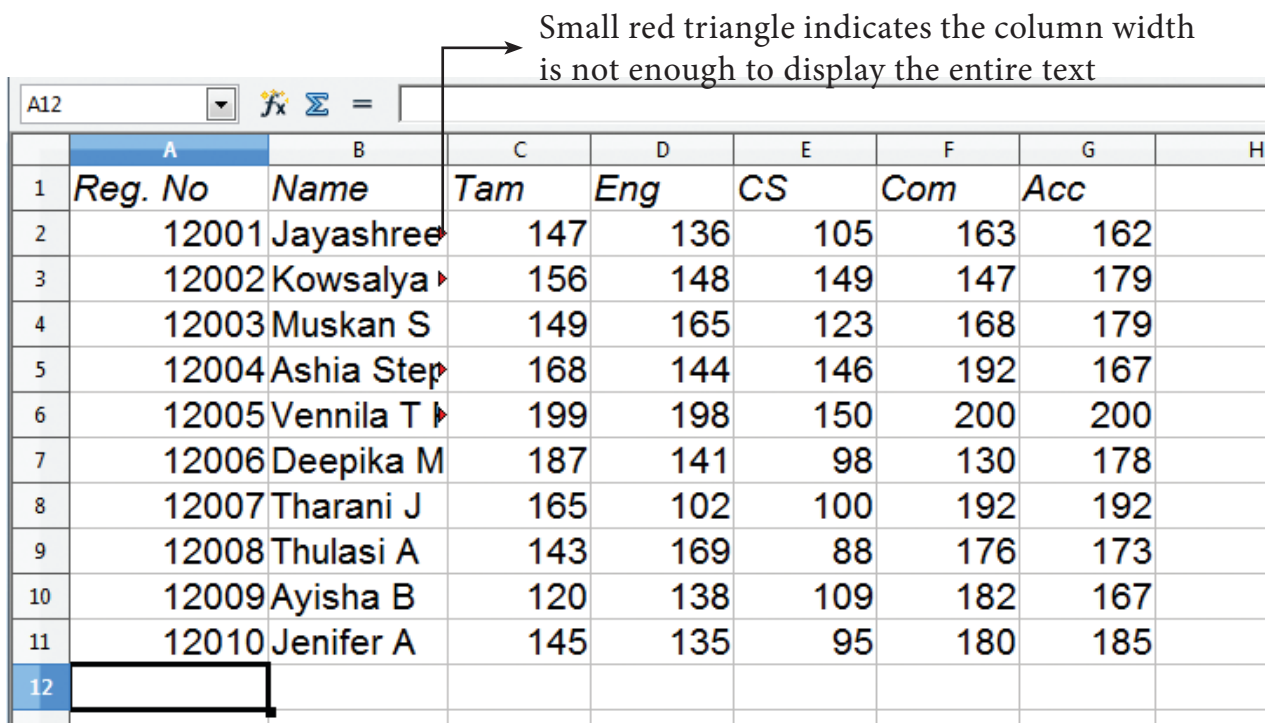 Small red triangle indicates the column width
is not enough to display the entire text
A12 fx Σ =
A B C D E F G H
1 Reg. No Name Tam Eng CS Com Acc
2 12001 Jayashree 147 136 105 163 162
3 12002 Kowsalya 156 148 149 147 179
4 12003 Muskan S 149 165 123 168 179
5 12004 Ashia Step 168 144 146 192 167
6 12005 Vennila T 199 198 150 200 200
7 12006 Deepika M 187 141 98 130 178
8 12007 Tharani J 165 102 100 192 192
9 12008 Thulasi A 143 169 88 176 173
10 12009 Ayisha B 120 138 109 182 167
11 12010 Jenifer A 145 135 95 180 185
12